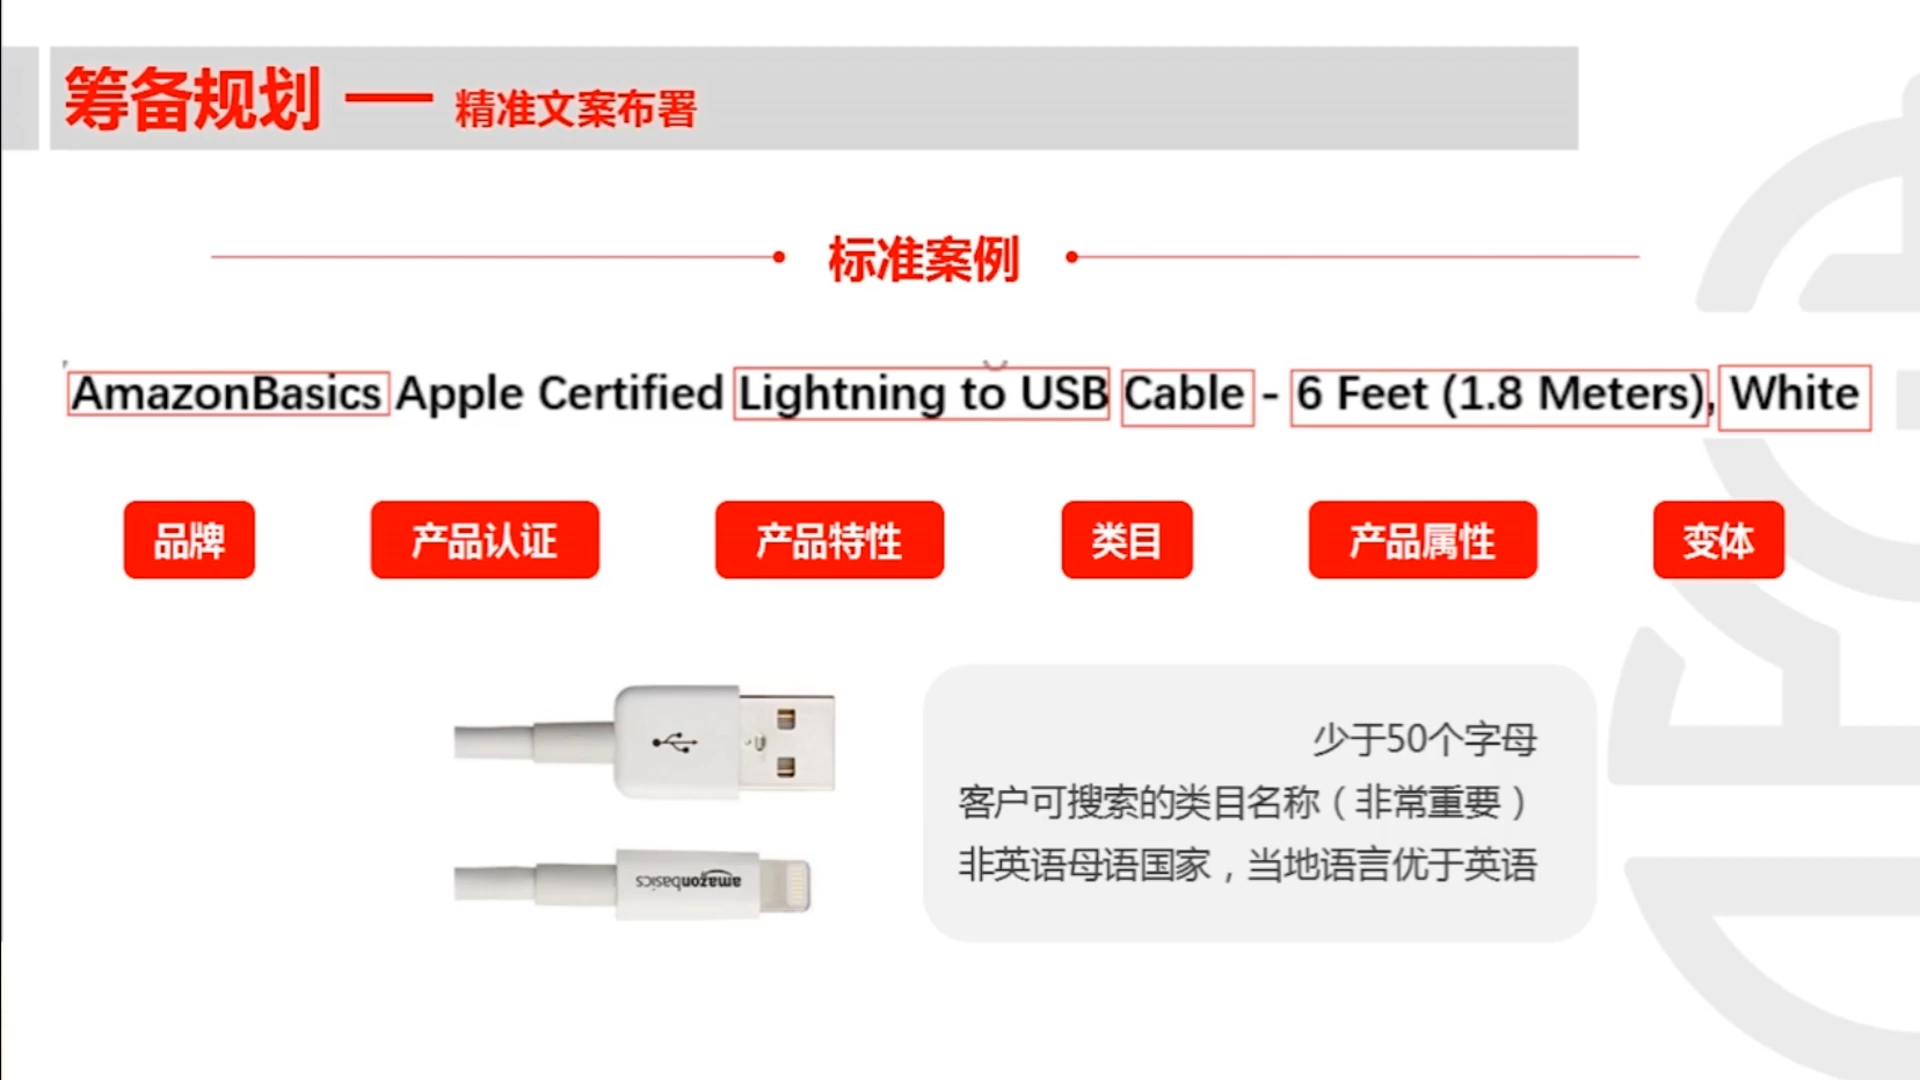 筹备规划 — 精准文案布署
标准案例
AmazonBasics Apple Certified Lightning to USB Cable - 6 Feet (1.8 Meters), White
品牌 产品认证 产品特性 类目 产品属性 变体
少于50个字母
客户可搜索的类目名称（非常重要）
非英语母语国家，当地语言优于英语
amazonbasics